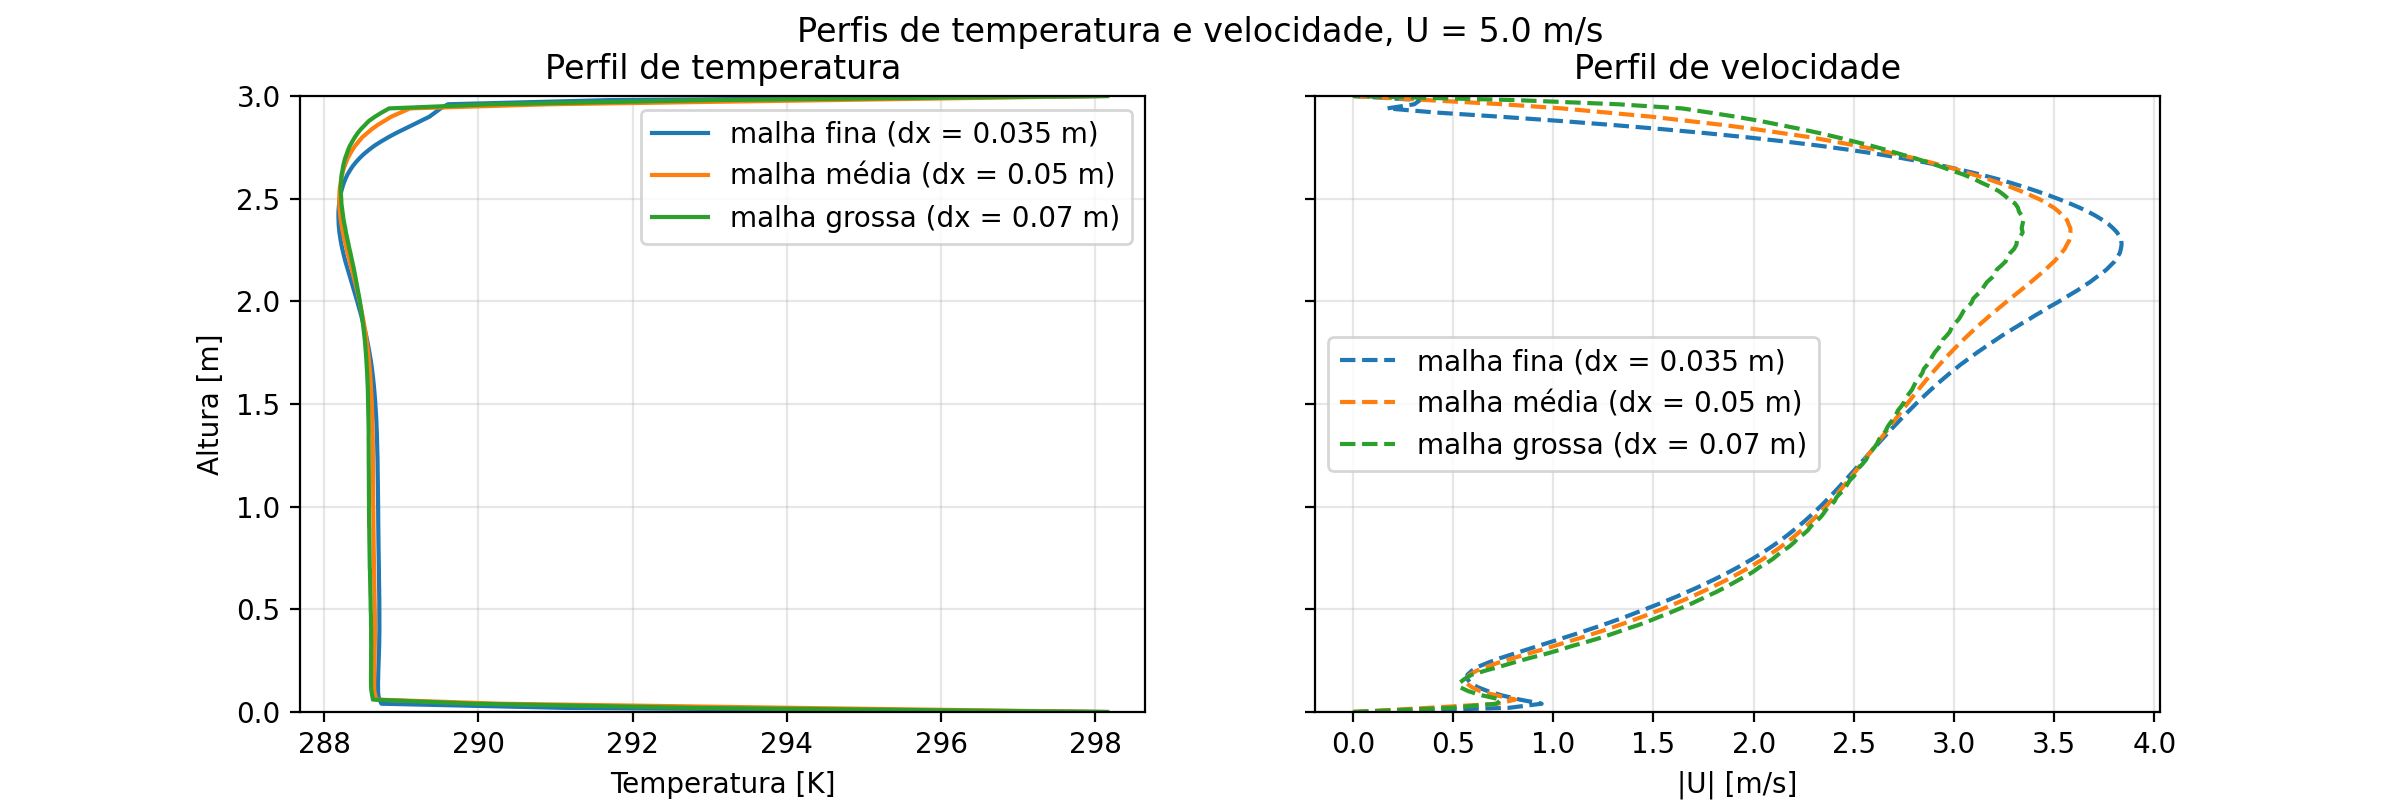 Perfis de temperatura e velocidade, U = 5.0 m/s
Perfil de temperatura
3.0
2.5
2.0
1.5
1.0
0.5
0.0
Altura [m]
malha fina (dx = 0.035 m)
malha média (dx = 0.05 m)
malha grossa (dx = 0.07 m)
288 290 292 294 296 298
Temperatura [K]
Perfil de velocidade
malha fina (dx = 0.035 m)
malha média (dx = 0.05 m)
malha grossa (dx = 0.07 m)
0.0 0.5 1.0 1.5 2.0 2.5 3.0 3.5 4.0
|U| [m/s]